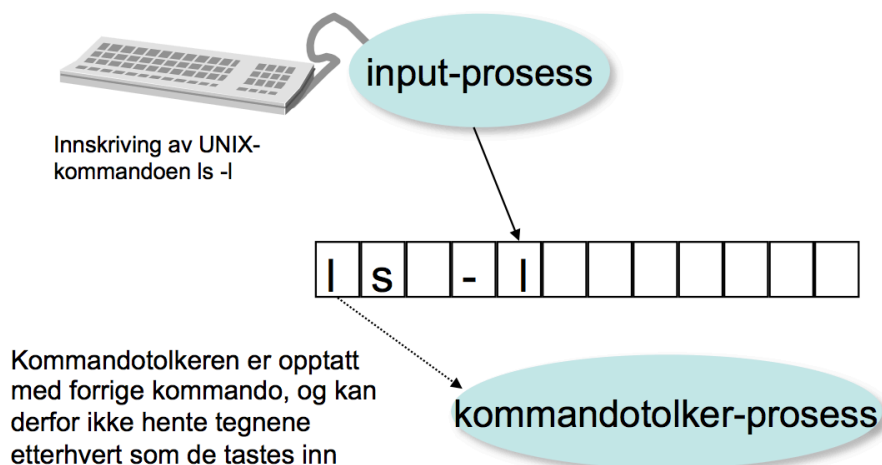 input-prosess
Innskriving av UNIX-
kommandoen ls -l
l s - l
Kommandotolkeren er opptatt
med forrige kommando, og kan
derfor ikke hente tegnene
etterhvert som de tastes inn
kommandotolker-prosess